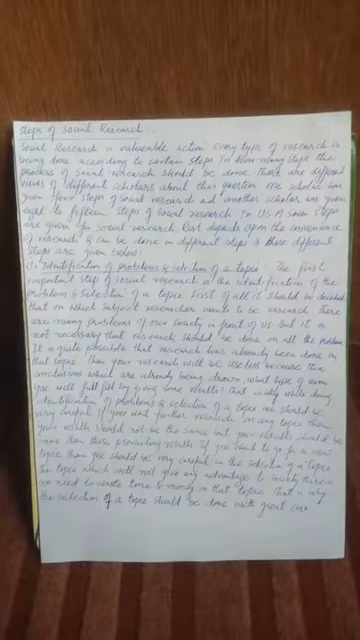 Steps of Social Research.
Social Research is valueable action every type of research is
being done according to certain steps In how many steps the
process of social research should be done. There are different
views of different scholars about this question One scholar has
given four steps of social research and another scholar has given
eight to fifteen steps of social research In U.S.A seven steps
are given for social research But depends upon the convenience
of research & can be done in different steps & these different
steps are given below:
(1) Identification of problems & selection of a topic: The first
important step of social research is the identification of the
problem & selection of a topic First of all it should be decided
that on which subject researcher wants to be research There
are many problems of our society in front of us but it is
not necessary that research should be done on all the problem
It is quite possible that research has already been done on
that topic Then your research will be useless because the
conclusions which are already being drawn what type of
you will full fill by giving same results That is why while doing
identification of problems & selection of a topic we should be
very careful if your want further research on any topic then
your results should not be the same but your results should be
more than those results If you want to go for a new
topic then you should be very careful in the selection of a topic
the topic which will not give any advantage to society there is
no need to waste time & money on that topic That is why
the selection of a topic should be done with great care